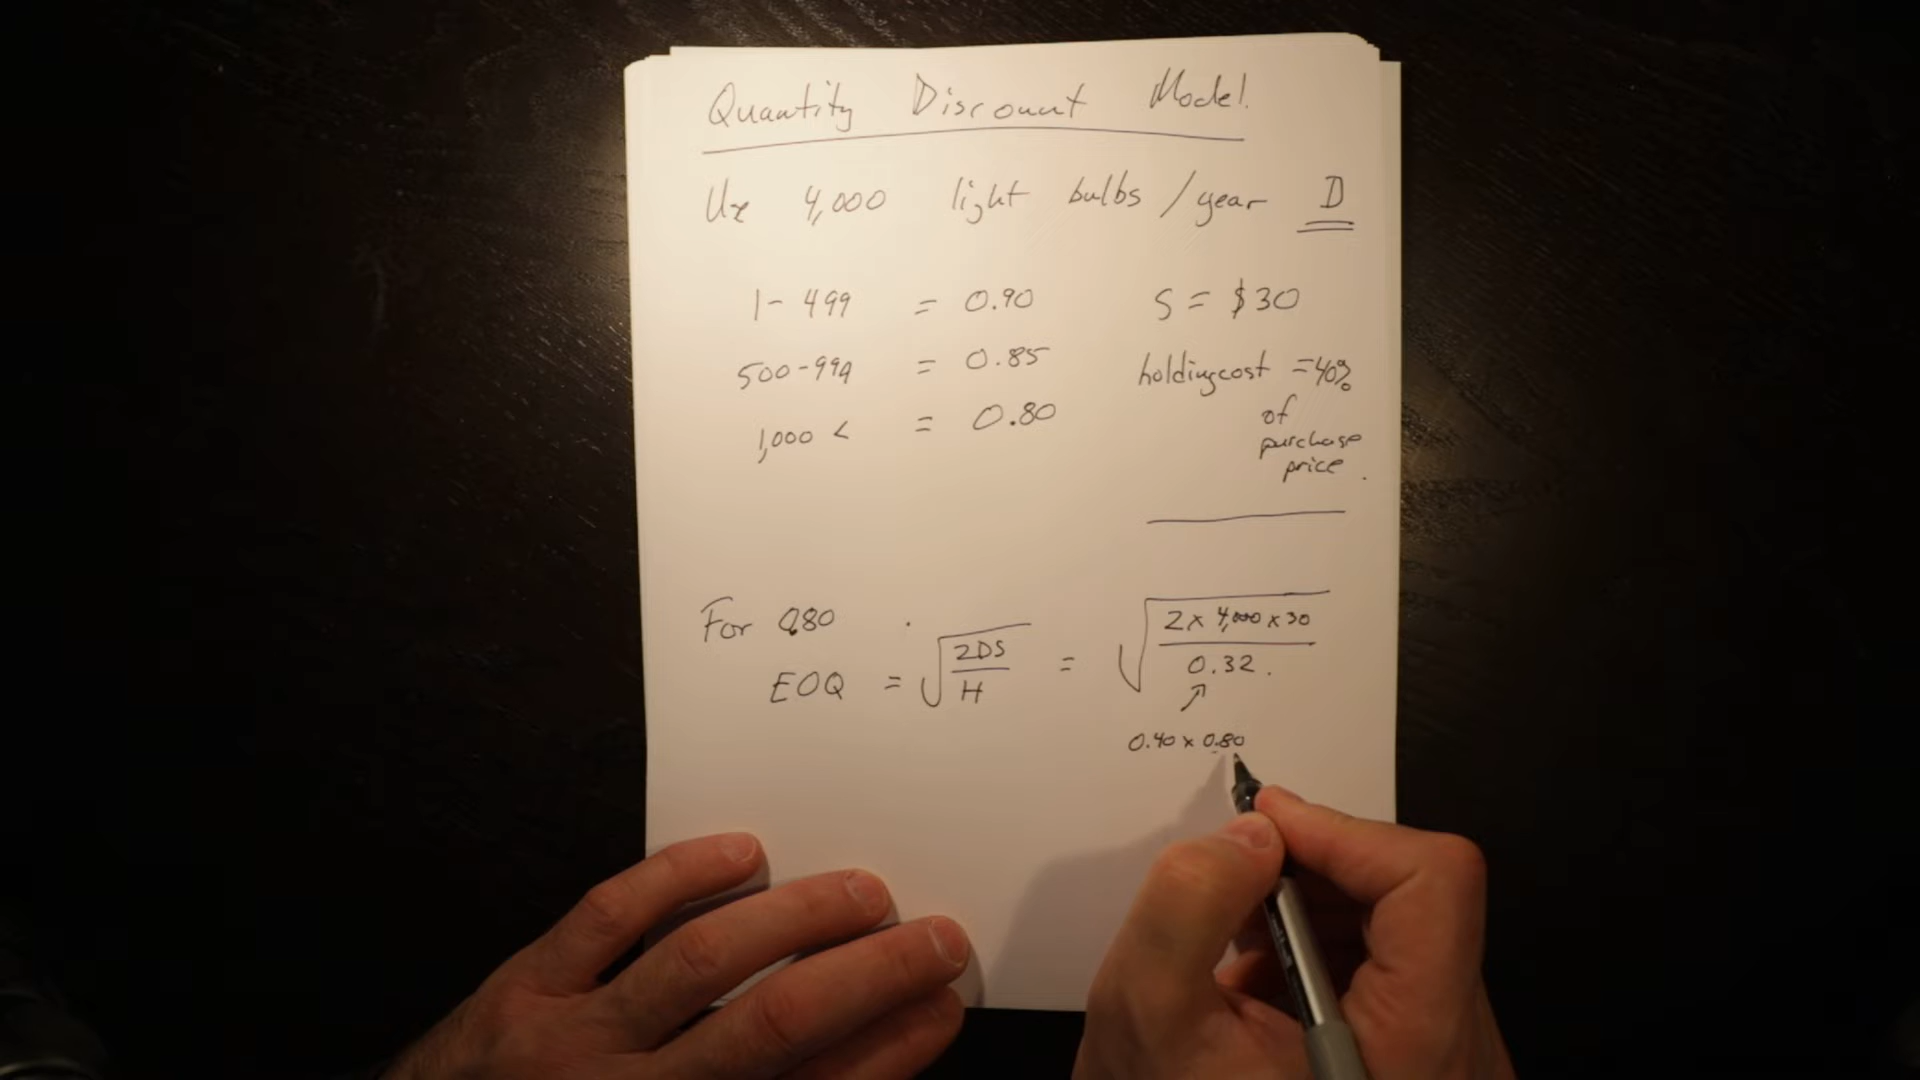 Quantity Discount Model.
Use 4,000 light bulbs / year D
1 - 499 = 0.90 S = $30
500 - 999 = 0.85 holding cost = 40%
1,000 < = 0.80 of
purchase
price.
For 0.80
EOQ = √(2DS / H) = √(2 x 4,000 x 30 / 0.32.)
0.40 x 0.80